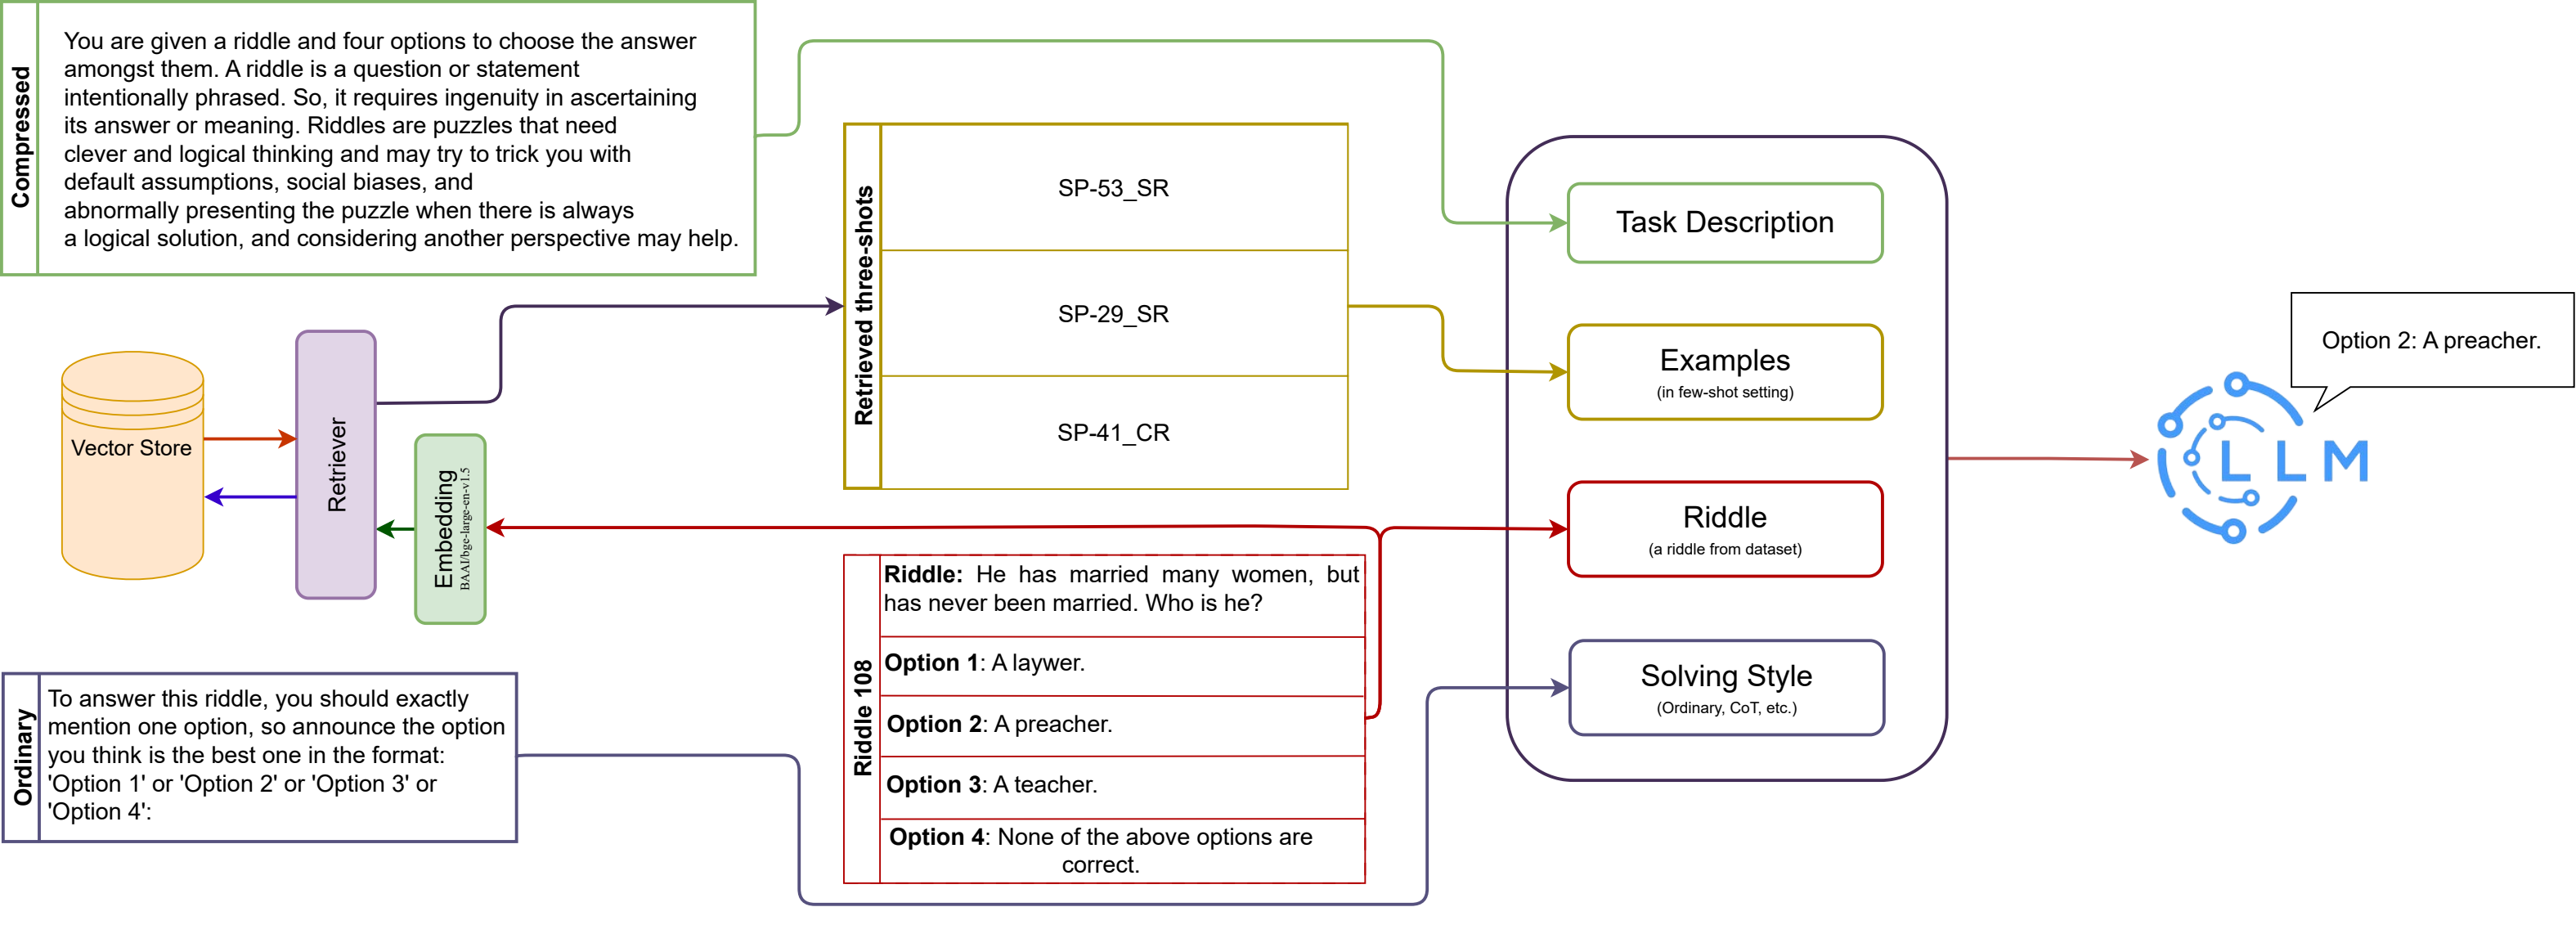 Compressed
You are given a riddle and four options to choose the answer
amongst them. A riddle is a question or statement
intentionally phrased. So, it requires ingenuity in ascertaining
its answer or meaning. Riddles are puzzles that need
clever and logical thinking and may try to trick you with
default assumptions, social biases, and
abnormally presenting the puzzle when there is always
a logical solution, and considering another perspective may help.
Vector Store
Retriever
Embedding
BAAI/bge-large-en-v1.5
Ordinary
To answer this riddle, you should exactly
mention one option, so announce the option
you think is the best one in the format:
'Option 1' or 'Option 2' or 'Option 3' or
'Option 4':
Retrieved three-shots
SP-53_SR
SP-29_SR
SP-41_CR
Riddle 108
Riddle: He has married many women, but
has never been married. Who is he?
Option 1: A laywer.
Option 2: A preacher.
Option 3: A teacher.
Option 4: None of the above options are
correct.
Task Description
Examples
(in few-shot setting)
Riddle
(a riddle from dataset)
Solving Style
(Ordinary, CoT, etc.)
Option 2: A preacher.
LLM